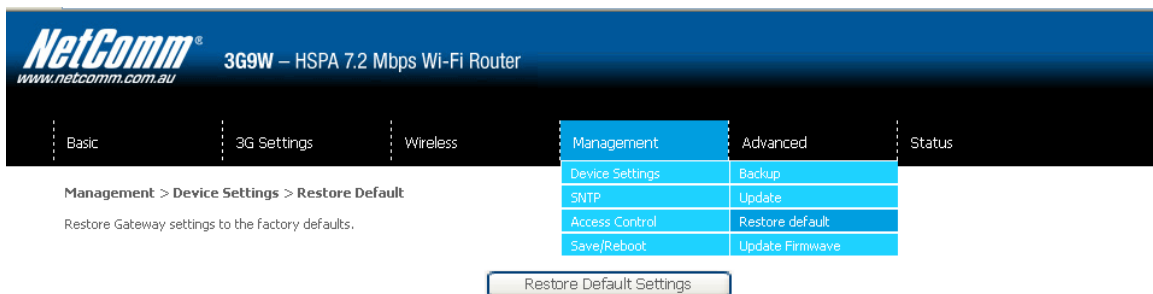 NetComm®
www.netcomm.com.au
3G9W – HSPA 7.2 Mbps Wi-Fi Router
Basic
3G Settings
Wireless
Management
Advanced
Status
Device Settings
Backup
SNTP
Update
Access Control
Restore default
Save/Reboot
Update Firmwave
Management > Device Settings > Restore Default
Restore Gateway settings to the factory defaults.
Restore Default Settings